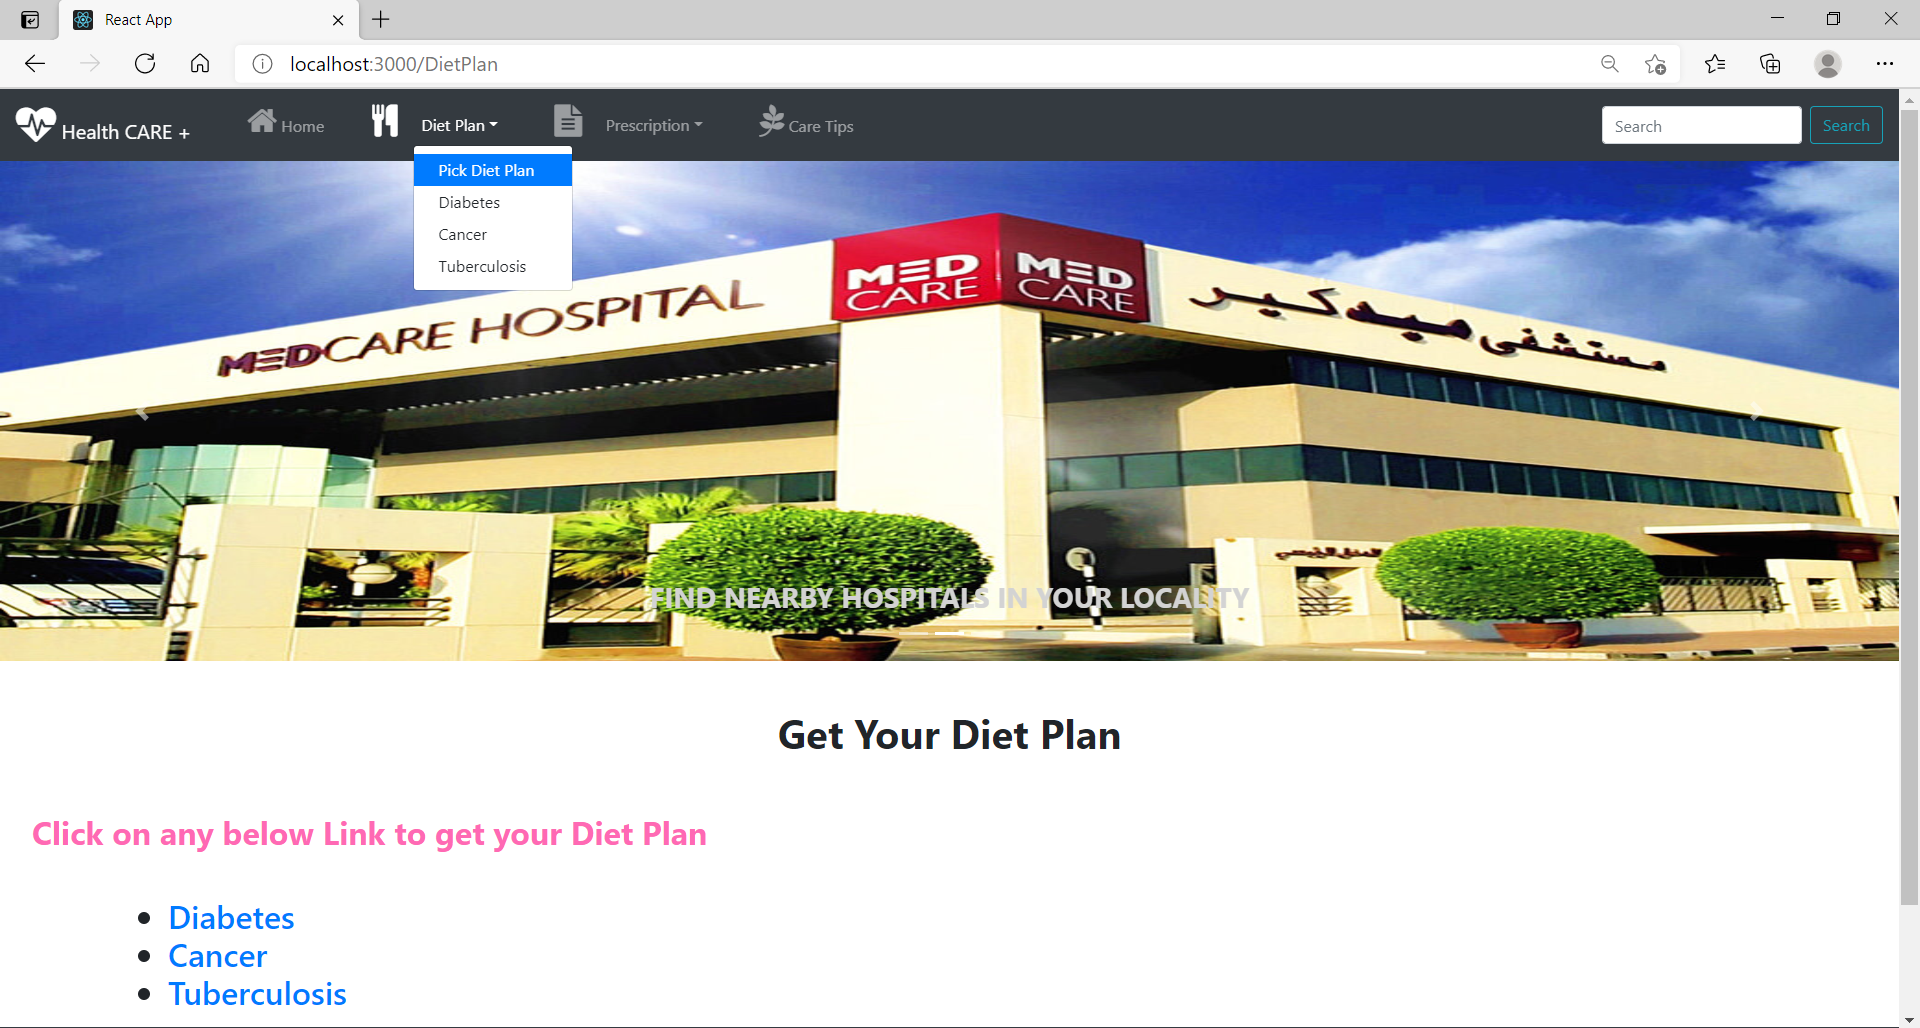 React App
localhost:3000/DietPlan
Health CARE +
Home
Diet Plan
Prescription
Care Tips
Search
Search
Pick Diet Plan
Diabetes
Cancer
Tuberculosis
MEDCARE HOSPITAL
MED CARE
MED CARE
مستشفى ميدكير
FIND NEARBY HOSPITALS IN YOUR LOCALITY
Get Your Diet Plan
Click on any below Link to get your Diet Plan
Diabetes
Cancer
Tuberculosis